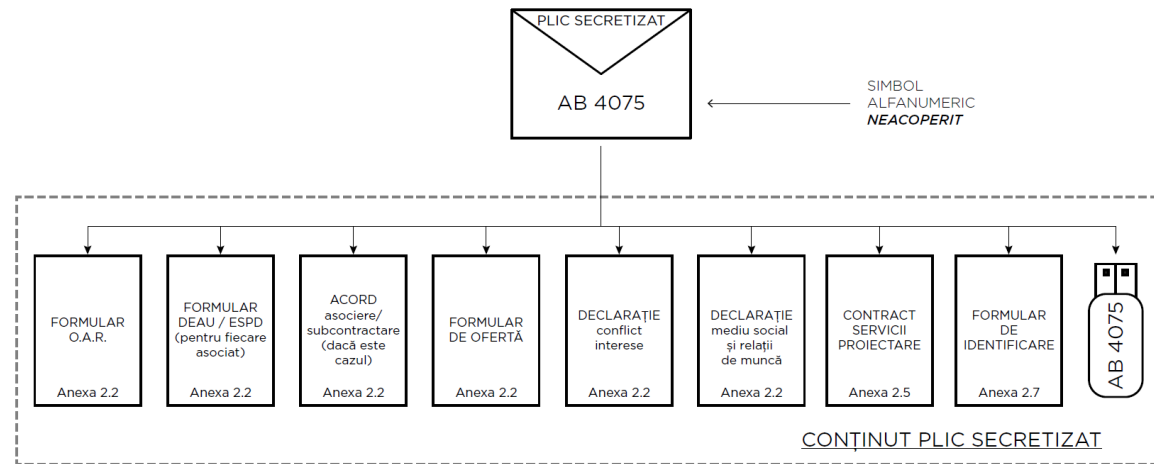 PLIC SECRETIZAT
AB 4075
SIMBOL
ALFANUMERIC
NEACOPERIT
FORMULAR
O.A.R.
Anexa 2.2
FORMULAR
DEAU / ESPD
(pentru fiecare
asociat)
Anexa 2.2
ACORD
asociere/
subcontractare
(dacă este
cazul)
Anexa 2.2
FORMULAR
DE OFERTĂ
Anexa 2.2
DECLARAȚIE
conflict
interese
Anexa 2.2
DECLARAȚIE
mediu social
și relații
de muncă
Anexa 2.2
CONTRACT
SERVICII
PROIECTARE
Anexa 2.5
FORMULAR
DE
IDENTIFICARE
Anexa 2.7
AB 4075
CONȚINUT PLIC SECRETIZAT